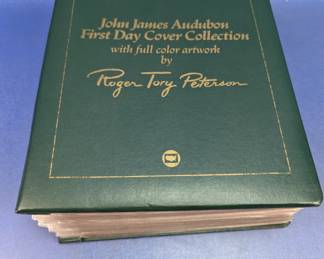 John James Audubon
First Day Cover Collection
with full color artwork
by
Roger Tory Peterson